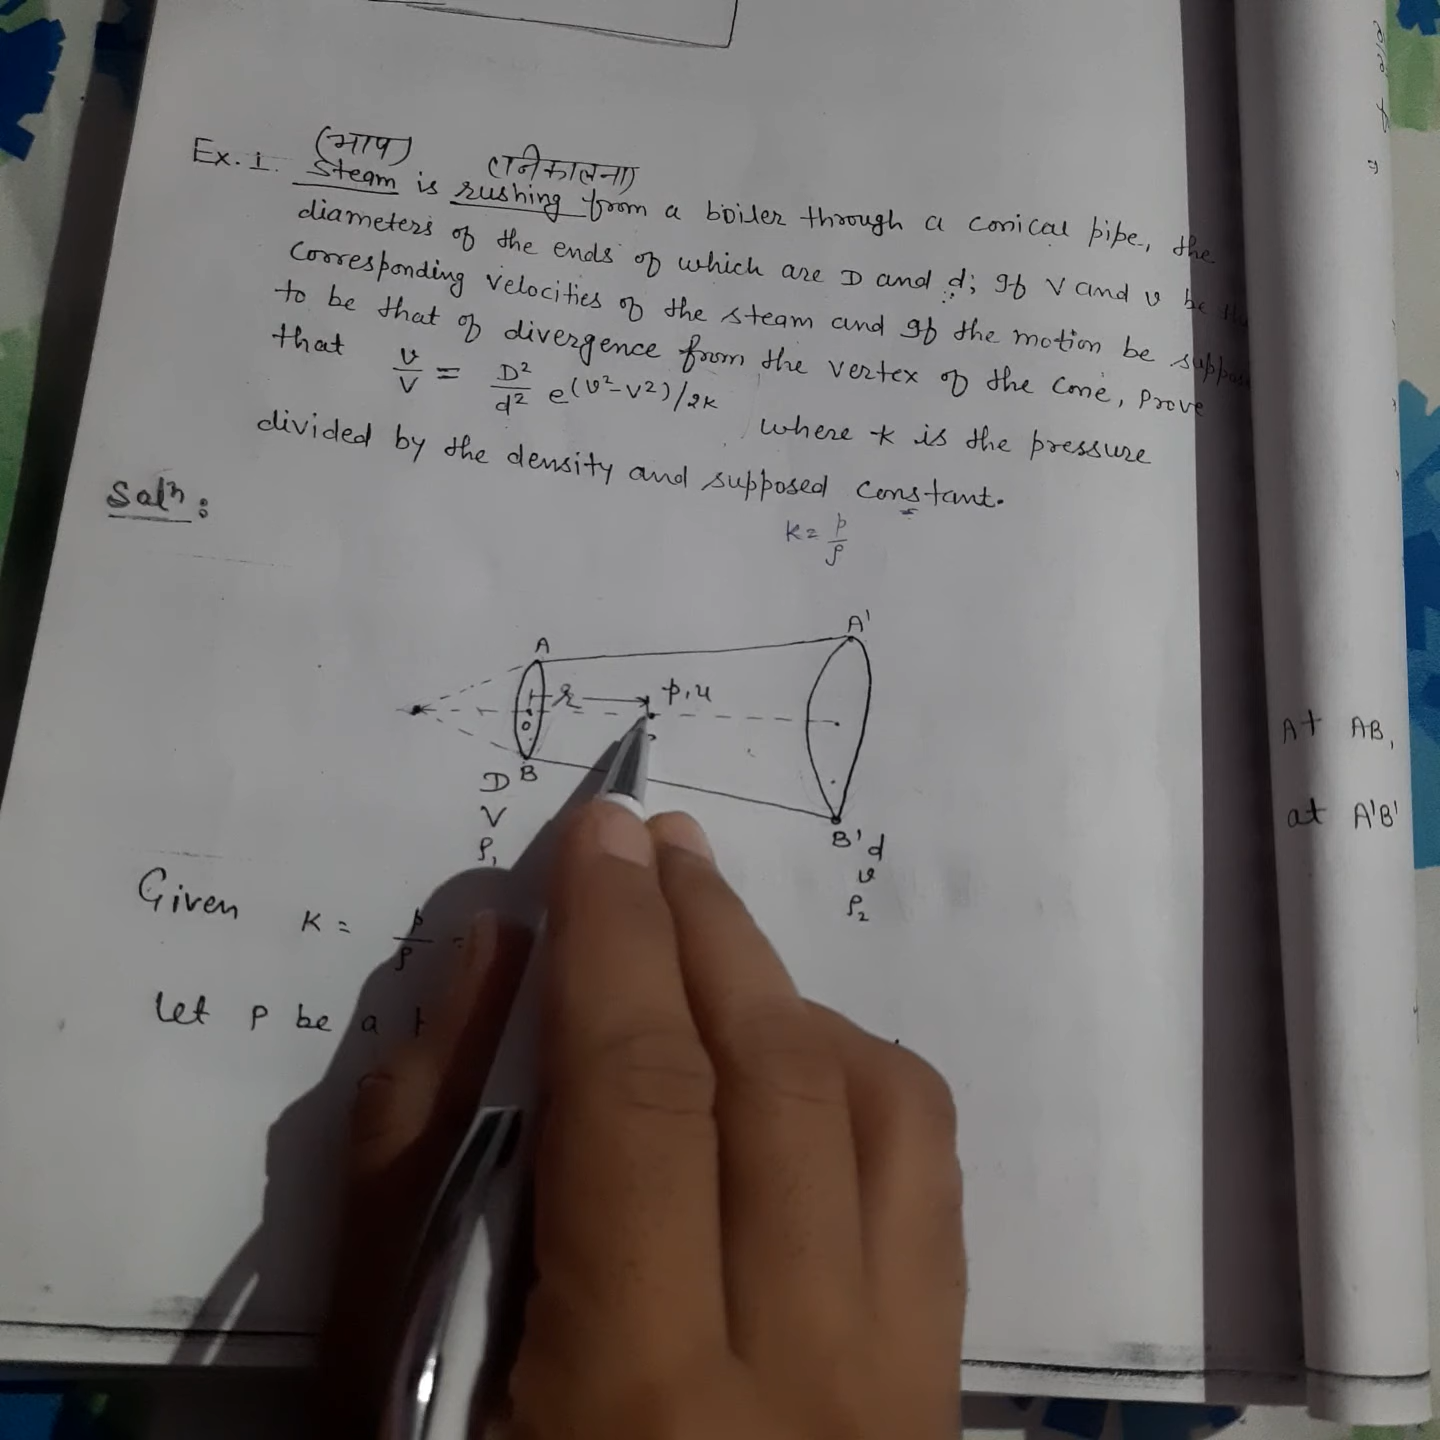 (भाप) (निकालना)
Ex. 1. Steam is rushing from a boiler through a conical pipe, the
diameters of the ends of which are D and d; If V and v be the
corresponding velocities of the steam and If the motion be suppose
to be that of divergence from the vertex of the cone, Prove
that v/V = D²/d² e(v²-V²)/2K where K is the pressure
divided by the density and supposed constant.
K = p/ρ
Solⁿ:
A A'
r p, u
O
B
D
V
ρ₁
B' d
v
ρ₂
At AB,
at A'B'
Given K = p/ρ =
Let P be a